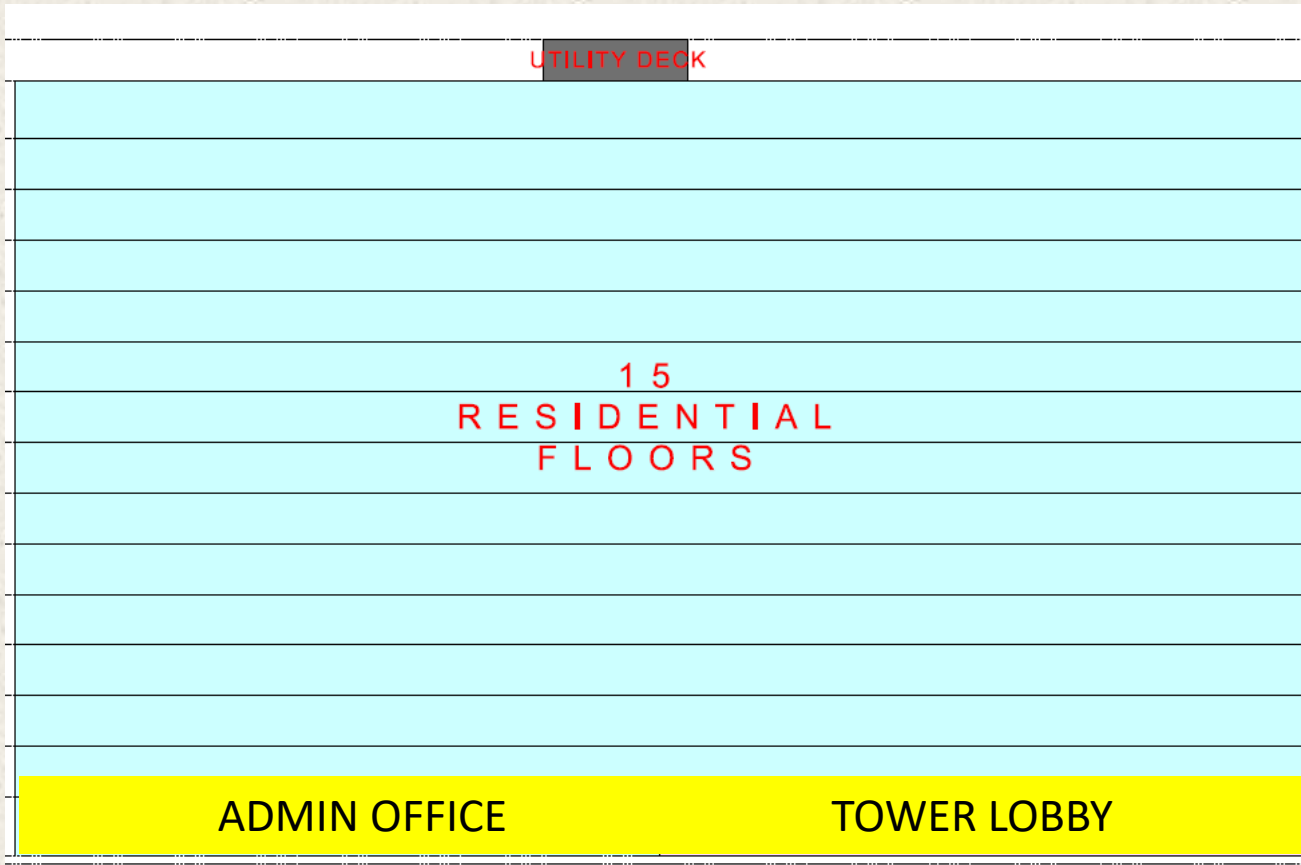 UTILITY DECK
15
RESIDENTIAL
FLOORS
ADMIN OFFICE
TOWER LOBBY